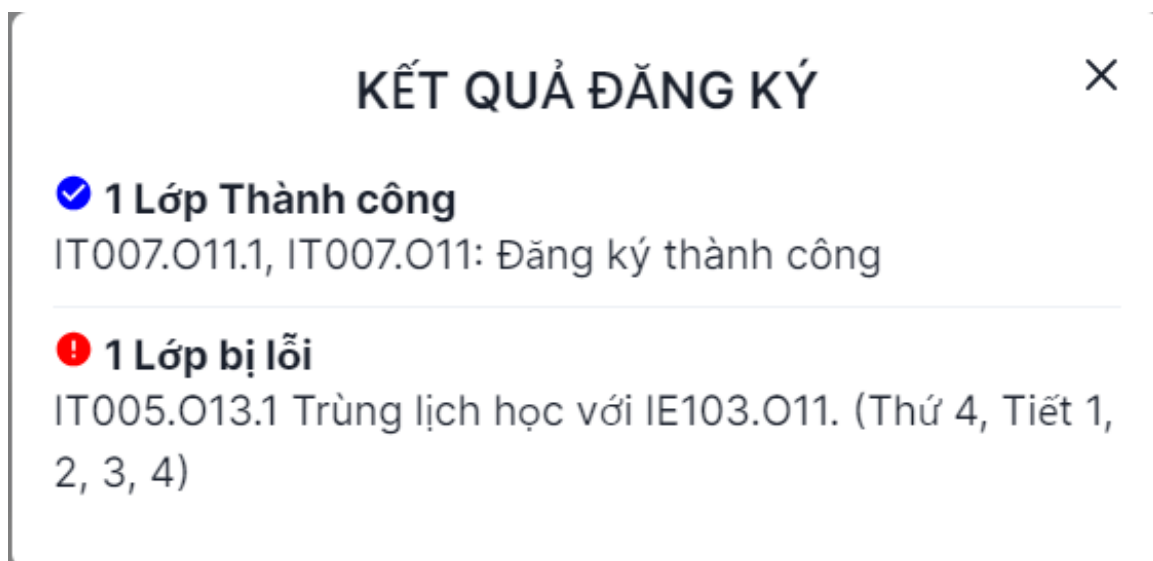 KẾT QUẢ ĐĂNG KÝ
1 Lớp Thành công
IT007.O11.1, IT007.O11: Đăng ký thành công
1 Lớp bị lỗi
IT005.O13.1 Trùng lịch học với IE103.O11. (Thứ 4, Tiết 1,
2, 3, 4)